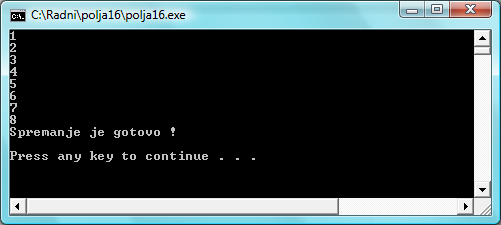 C:\Radni\polja16\polja16.exe
1
2
3
4
5
6
7
8
Spremanje je gotovo !
Press any key to continue . . .